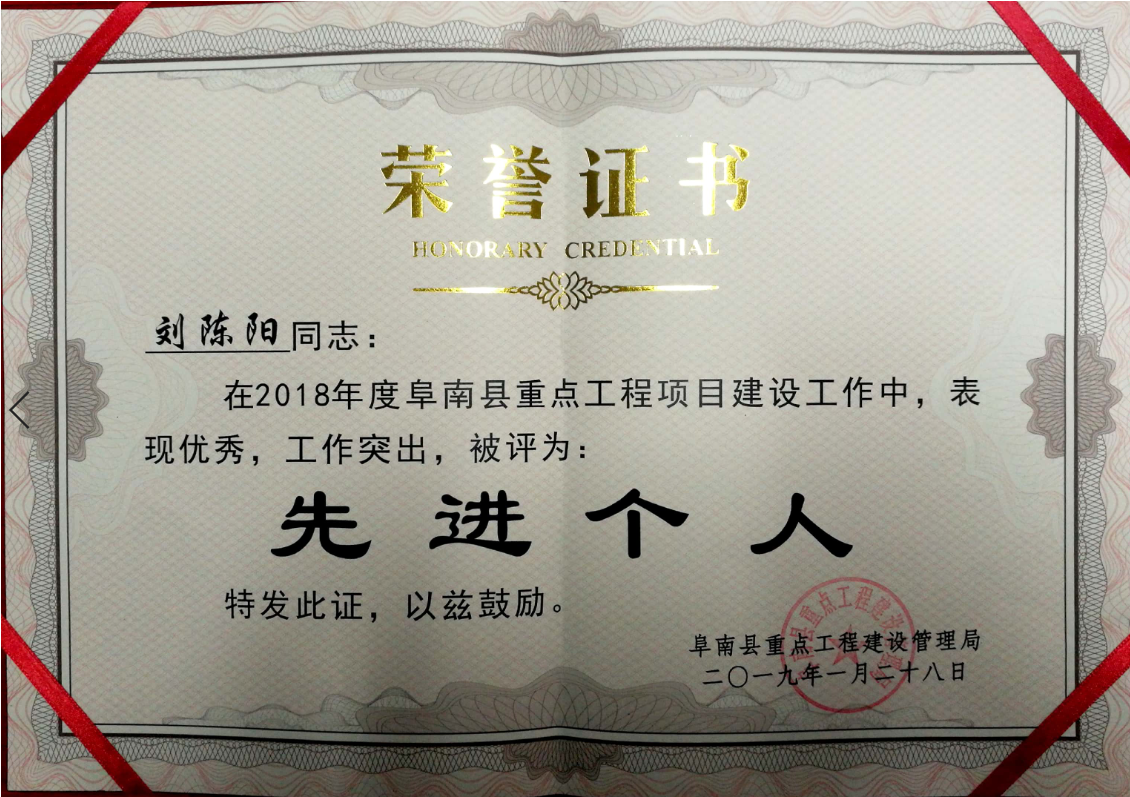 荣誉证书
HONORARY CREDENTIAL
刘陈阳同志：
在2018年度阜南县重点工程项目建设工作中，表
现优秀，工作突出，被评为：
先进个人
特发此证，以兹鼓励。
阜南县重点工程建设管理局
二〇一九年一月二十八日